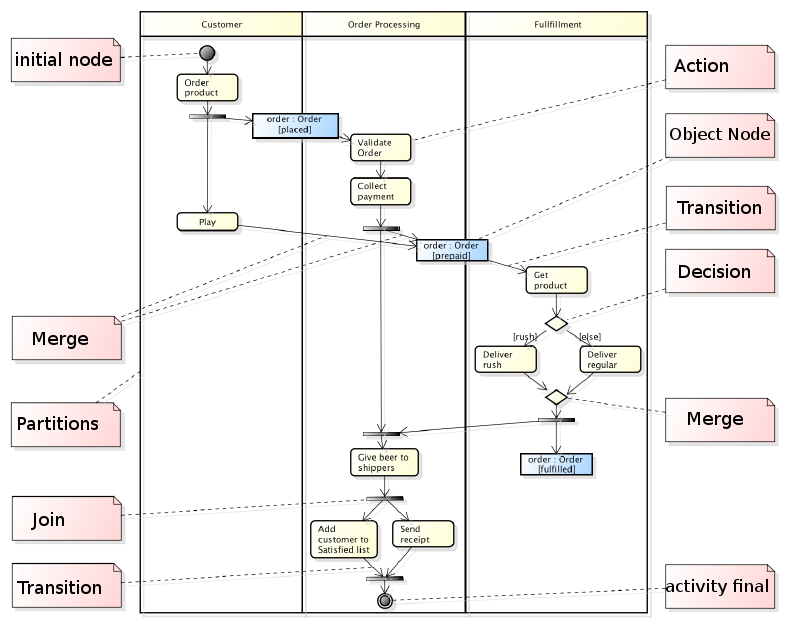 Customer
Order Processing
Fullfillment
initial node
Order
product
order : Order
[placed]
Validate
Order
Action
Object Node
Collect
payment
Play
Transition
order : Order
[prepaid]
Get
product
Decision
Merge
[rush]
[else]
Deliver
rush
Deliver
regular
Partitions
Merge
Give beer to
shippers
order : Order
[fulfilled]
Join
Add
customer to
Satisfied list
Send
receipt
Transition
activity final